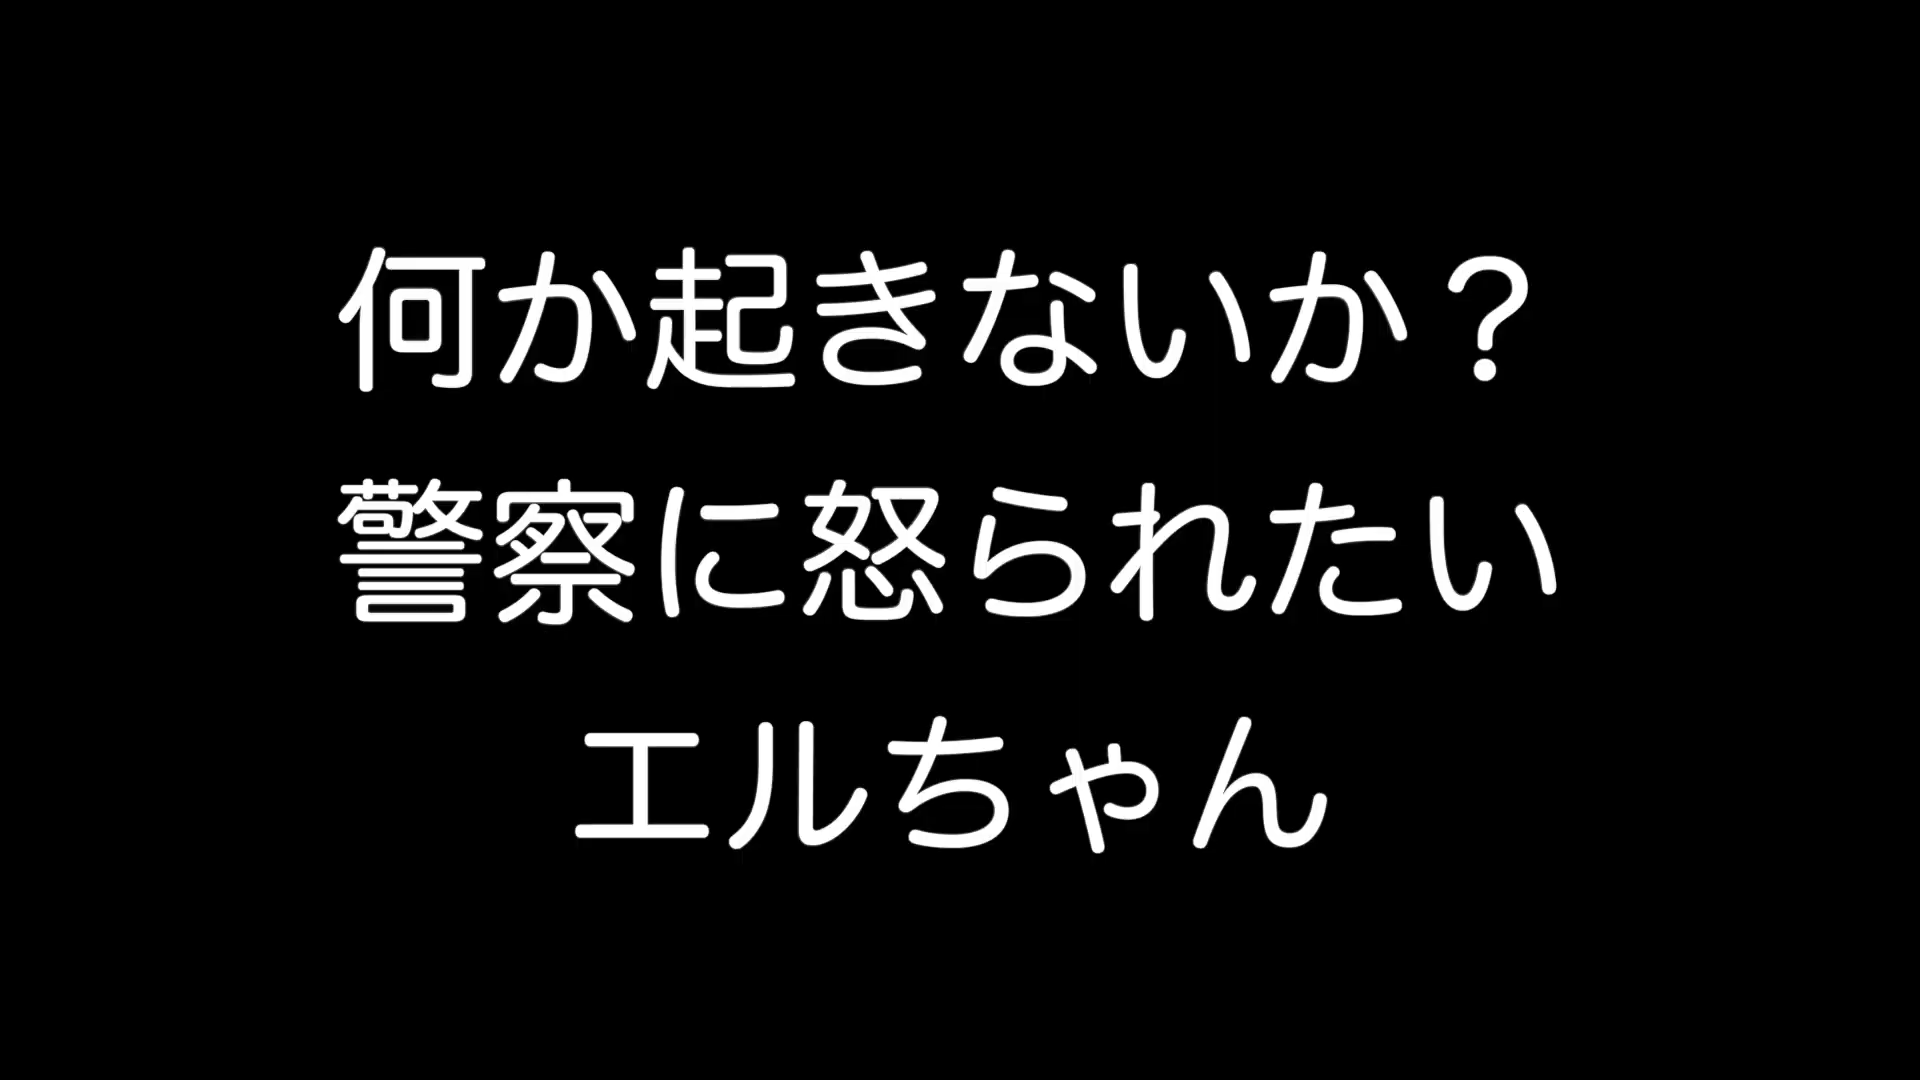 何か起きないか？
警察に怒られたい
エルちゃん